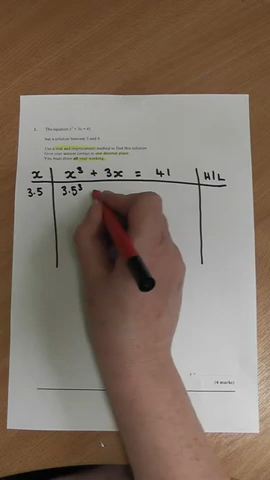 The equation x³ + 3x = 41
has a solution between 3 and 4
Use a trial and improvement method to find this solution
Give your answer correct to one decimal place
You must show all your working.
x x³ + 3x = 41 H/L
3.5 3.5³
(4 marks)